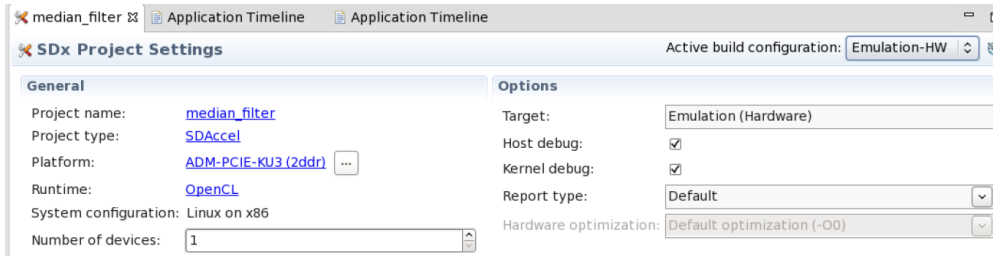 median_filter Application Timeline Application Timeline
SDx Project Settings Active build configuration: Emulation-HW
General
Project name: median_filter
Project type: SDAccel
Platform: ADM-PCIE-KU3 (2ddr) ...
Runtime: OpenCL
System configuration: Linux on x86
Number of devices: 1
Options
Target: Emulation (Hardware)
Host debug:
Kernel debug:
Report type: Default
Hardware optimization: Default optimization (-O0)